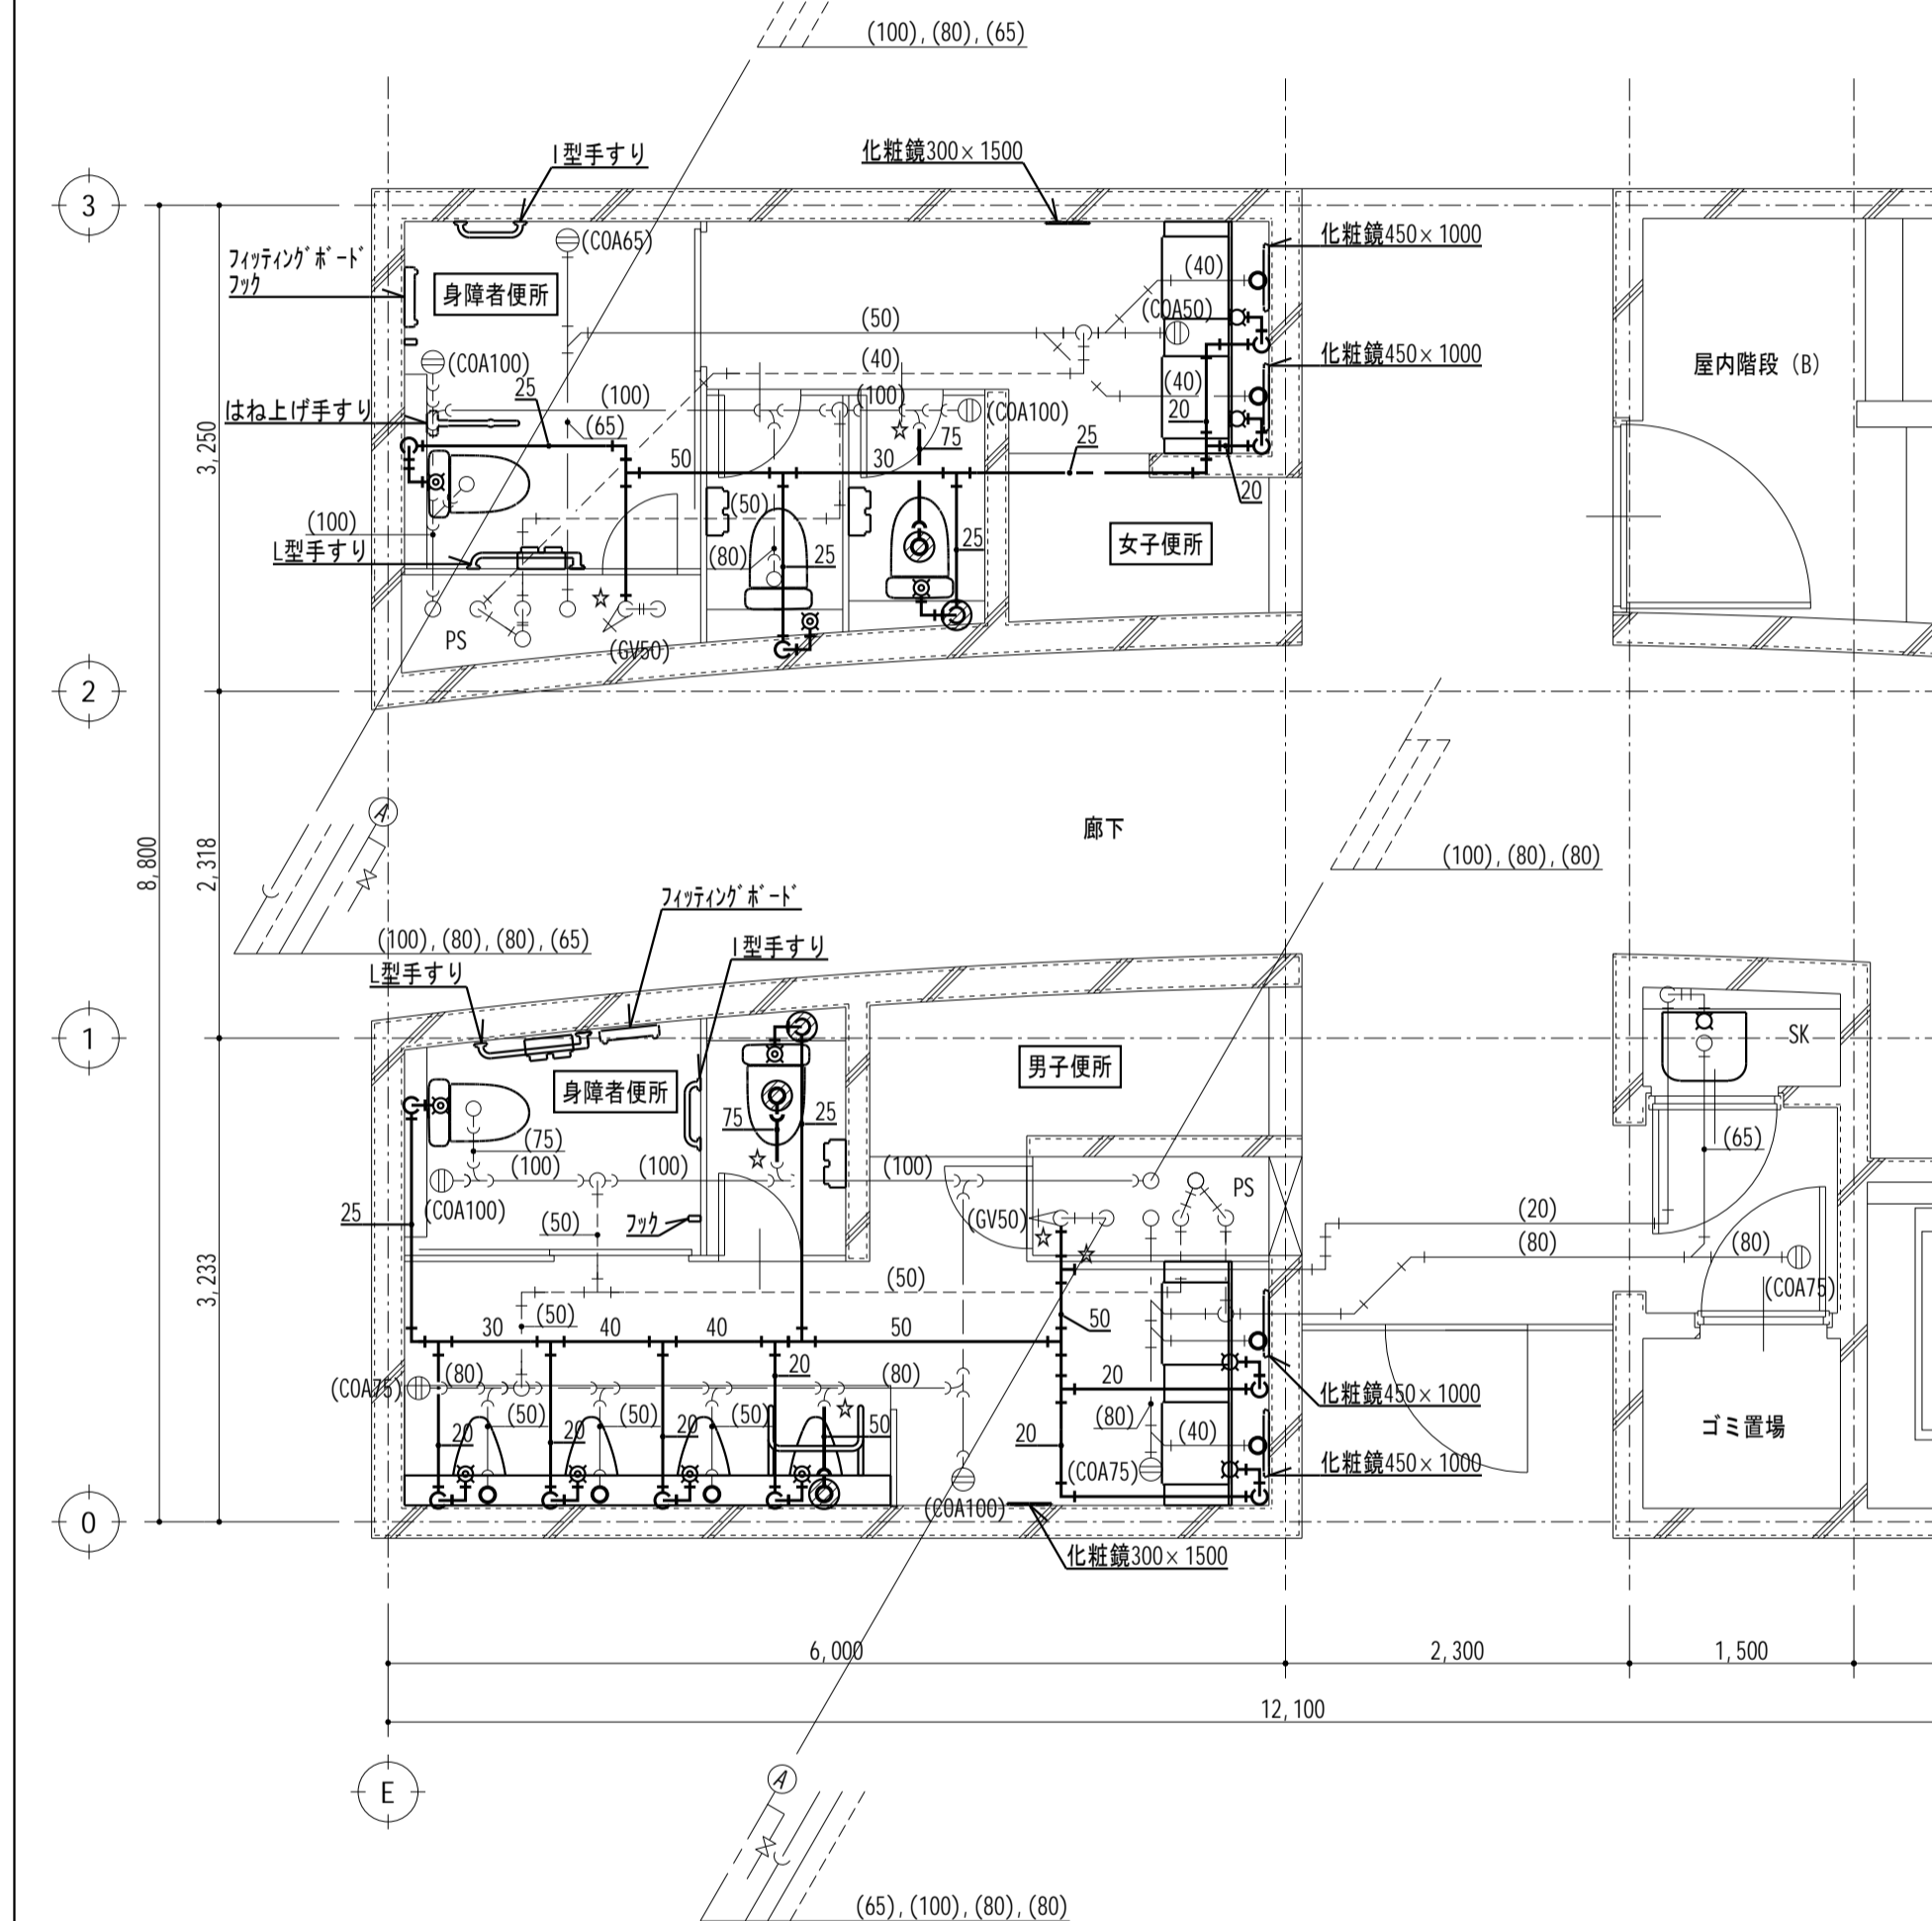 (100),(80),(65)
I型手すり
化粧鏡300×1500
3
化粧鏡450×1000
(COA65)
フィッティングボード
フック
身障者便所
(40)
(COA50)
(50)
(40)
(COA100)
化粧鏡450×1000
屋内階段(B)
25
(100)
(100)
(40)
はね上げ手すり
(COA100)
20
(65)
75
25
3,250
50
30
20
(50)
(100)
L型手すり
(80)
25
25
女子便所
PS
(GV50)
2
A
廊下
8,800
2,318
(100),(80),(80)
フィッティングボード
(100),(80),(80),(65)
I型手すり
L型手すり
1
SK
男子便所
身障者便所
75
25
(75)
(65)
(100)
(100)
(100)
PS
(COA100)
25
フック
(50)
(GV50)
(20)
(80)
(80)
(COA75)
3,233
(50)
(50)
50
30
40
40
50
20
(80)
(80)
20
(COA75)
化粧鏡450×1000
(50)
(50)
(50)
50
20
20
20
20
(80)
(40)
(COA75)
化粧鏡450×1000
ゴミ置場
(COA100)
0
化粧鏡300×1500
6,000
2,300
1,500
12,100
E
A
(65),(100),(80),(80)